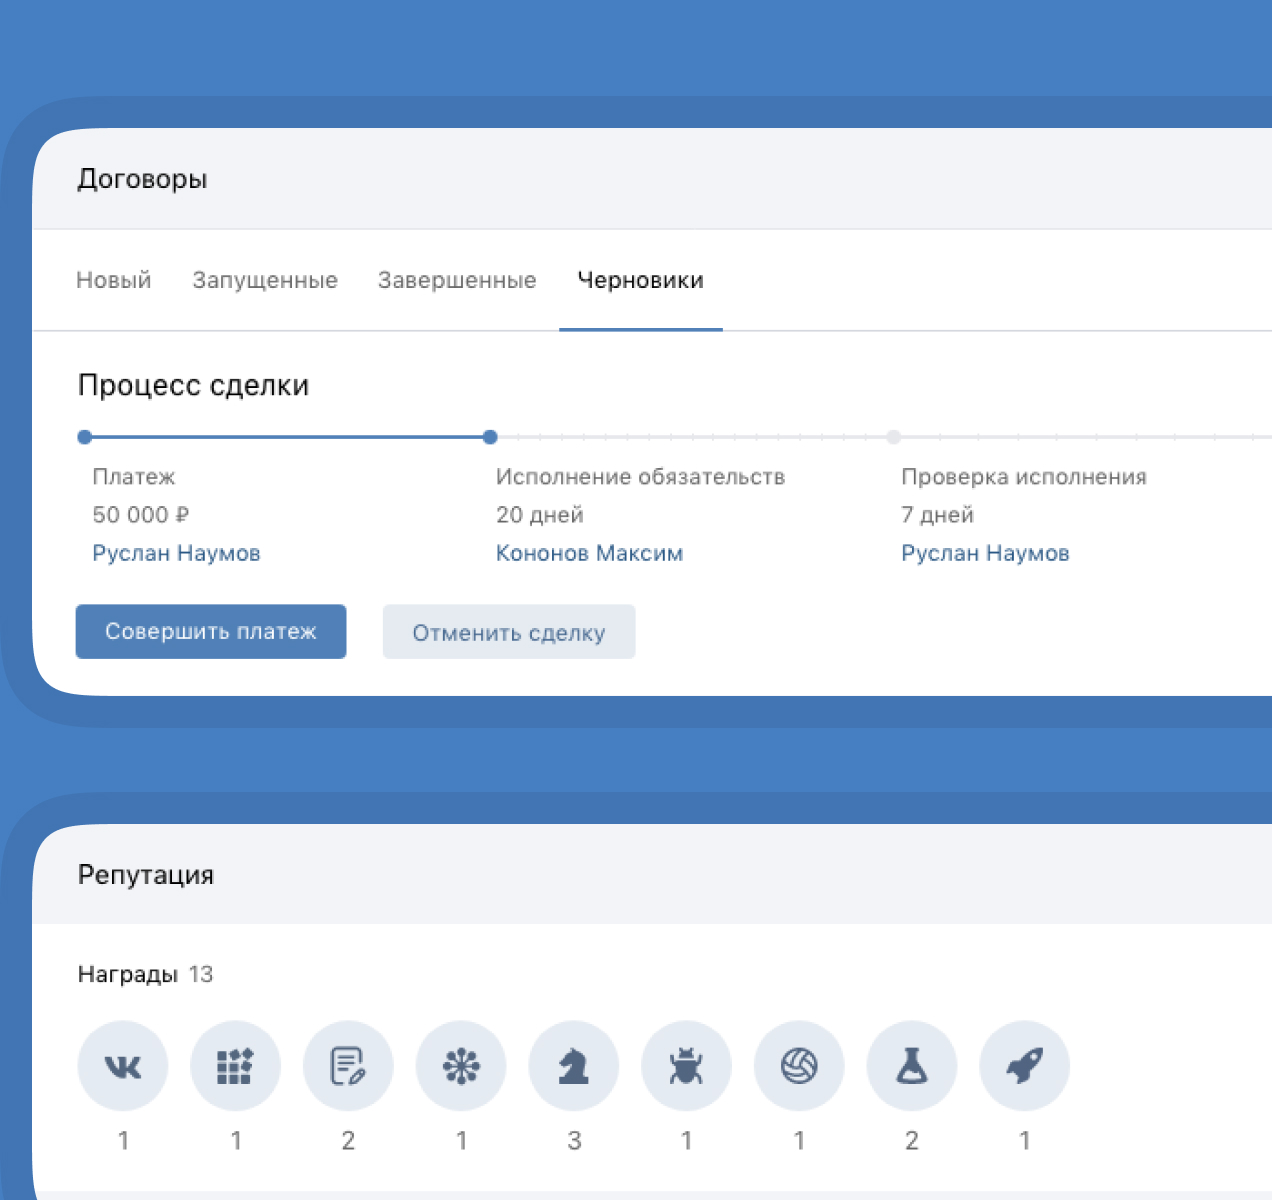 Договоры
Новый Запущенные Завершенные Черновики
Процесс сделки
Платеж Исполнение обязательств Проверка исполнения
50 000 ₽ 20 дней 7 дней
Руслан Наумов Кононов Максим Руслан Наумов
Совершить платеж Отменить сделку
Репутация
Награды 13
1 1 2 1 3 1 1 2 1